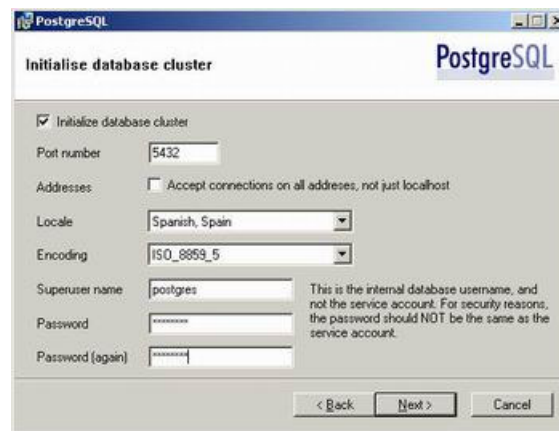 PostgreSQL
Initialise database cluster
PostgreSQL
Initialize database cluster
Port number 5432
Addresses Accept connections on all addreses, not just localhost
Locale Spanish, Spain
Encoding ISO_8859_5
Superuser name postgres
This is the internal database username, and
not the service account. For security reasons,
the password should NOT be the same as the
service account.
Password ********
Password (again) ********
< Back Next > Cancel